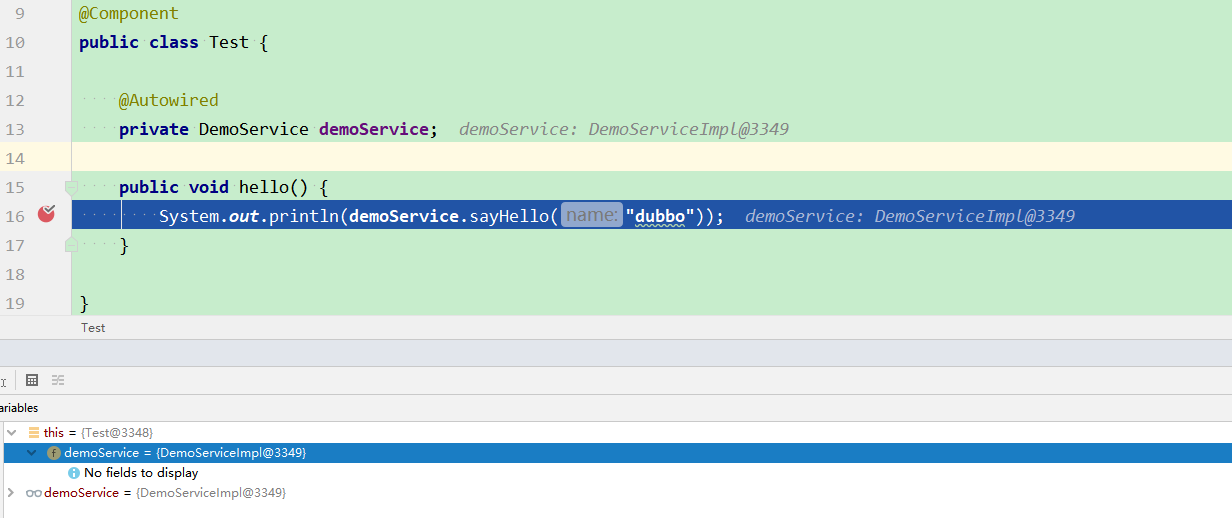 9 @Component
10 public class Test {
11
12 @Autowired
13 private DemoService demoService; demoService: DemoServiceImpl@3349
14
15 public void hello() {
16 System.out.println(demoService.sayHello( name: "dubbo")); demoService: DemoServiceImpl@3349
17 }
18
19 }
Test
ariables
this = {Test@3348}
f demoService = {DemoServiceImpl@3349}
i No fields to display
demoService = {DemoServiceImpl@3349}